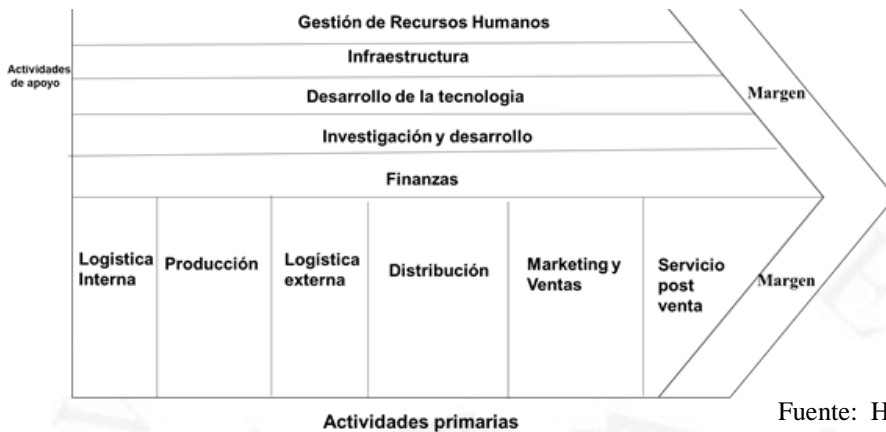 Gestión de Recursos Humanos
Infraestructura
Actividades
de apoyo
Desarrollo de la tecnologia
Margen
Investigación y desarrollo
Finanzas
Logistica
Interna
Producción
Logística
externa
Distribución
Marketing y
Ventas
Servicio
post
venta
Margen
Actividades primarias
Fuente: H